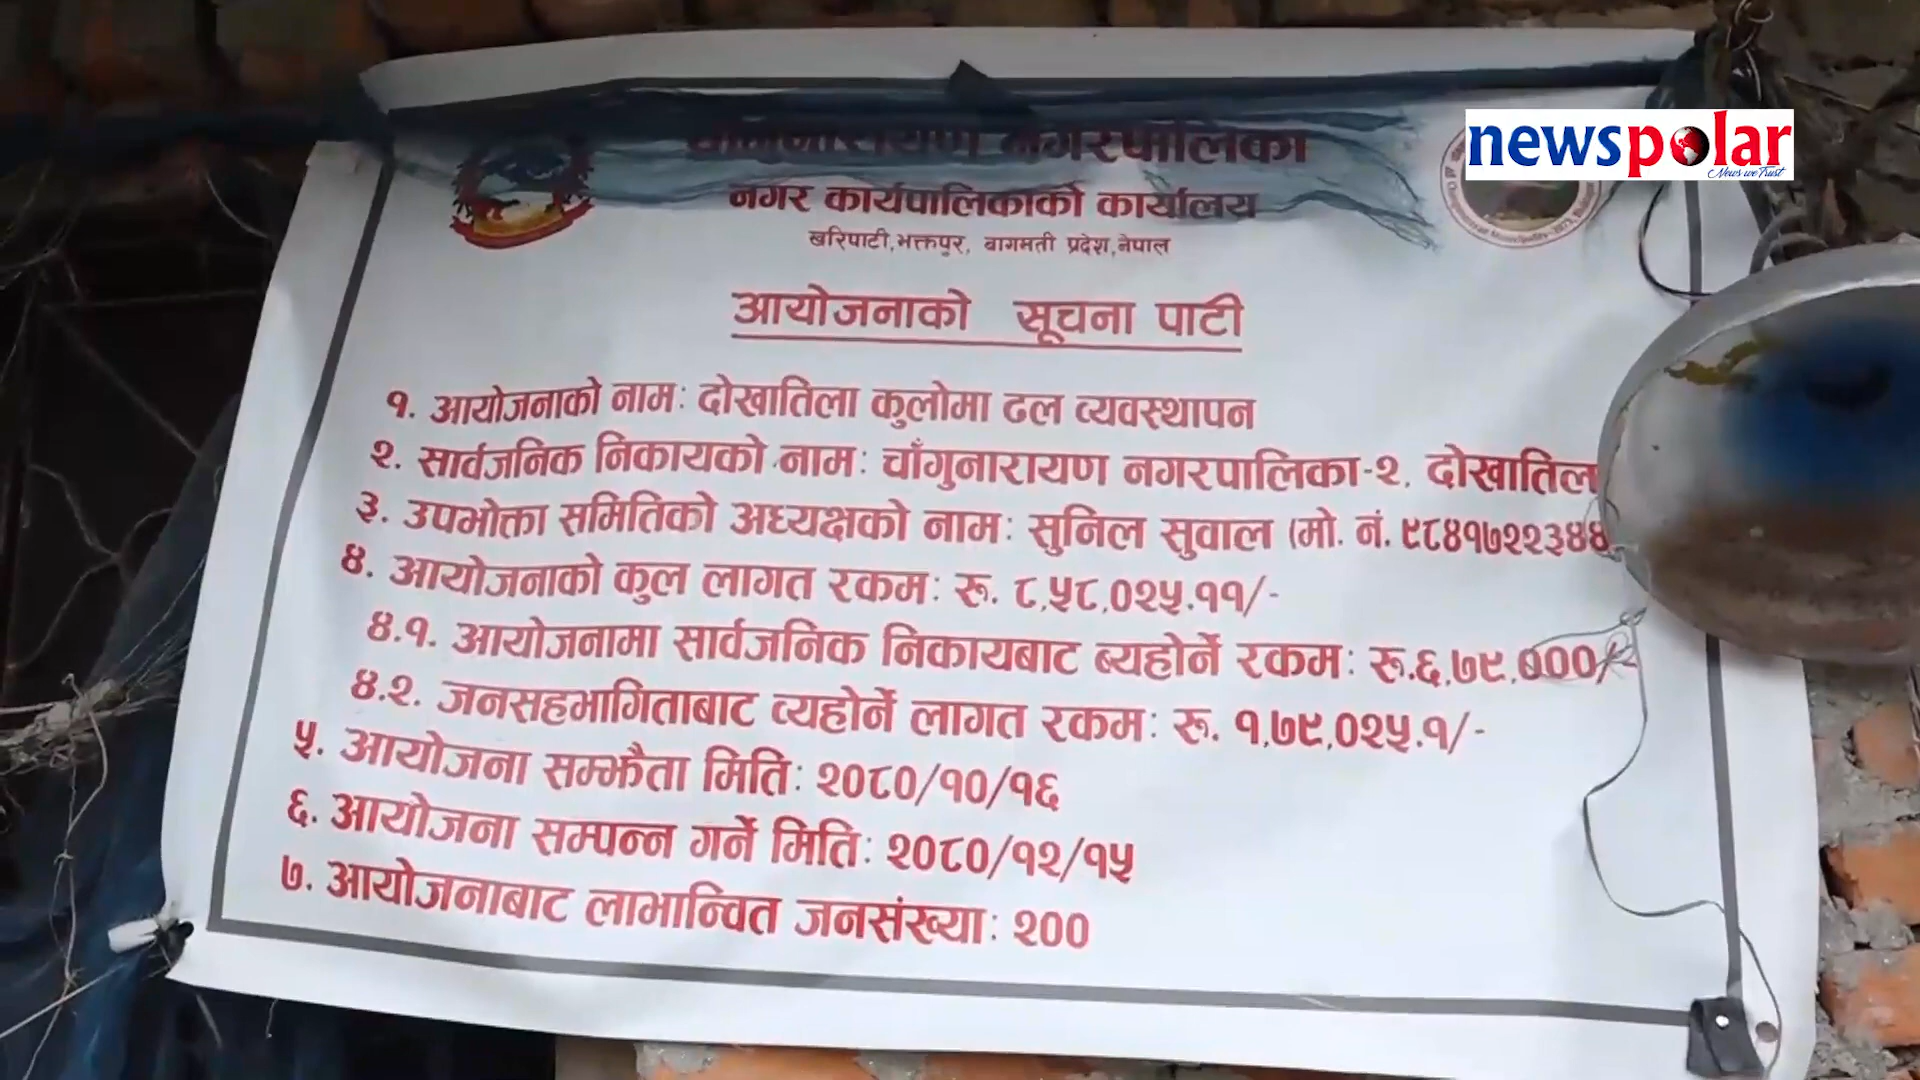 चाँगुनारायण नगरपालिका
नगर कार्यपालिकाको कार्यालय
खरिपाटी,भक्तपुर, बागमती प्रदेश,नेपाल
newspolar
News we Trust
आयोजनाको सूचना पाटी
१. आयोजनाको नाम: दोखातिला कुलोमा ढल व्यवस्थापन
२. सार्वजनिक निकायको नाम: चाँगुनारायण नगरपालिका-२, दोखातिल
३. उपभोक्ता समितिको अध्यक्षको नाम: सुनिल सुवाल (मो. नं. ९८४१७२२३४४
४. आयोजनाको कुल लागत रकम: रू. ८,५८,०२५.११/-
४.१. आयोजनामा सार्वजनिक निकायबाट ब्यहोर्ने रकम: रू.६,७९,०००/-
४.२. जनसहभागिताबाट व्यहोर्ने लागत रकम: रू. १,७९,०२५.१/-
५. आयोजना सम्झौता मिति: २०८०/१०/१६
६. आयोजना सम्पन्न गर्ने मिति: २०८०/१२/१५
७. आयोजनाबाट लाभान्वित जनसंख्या: २००